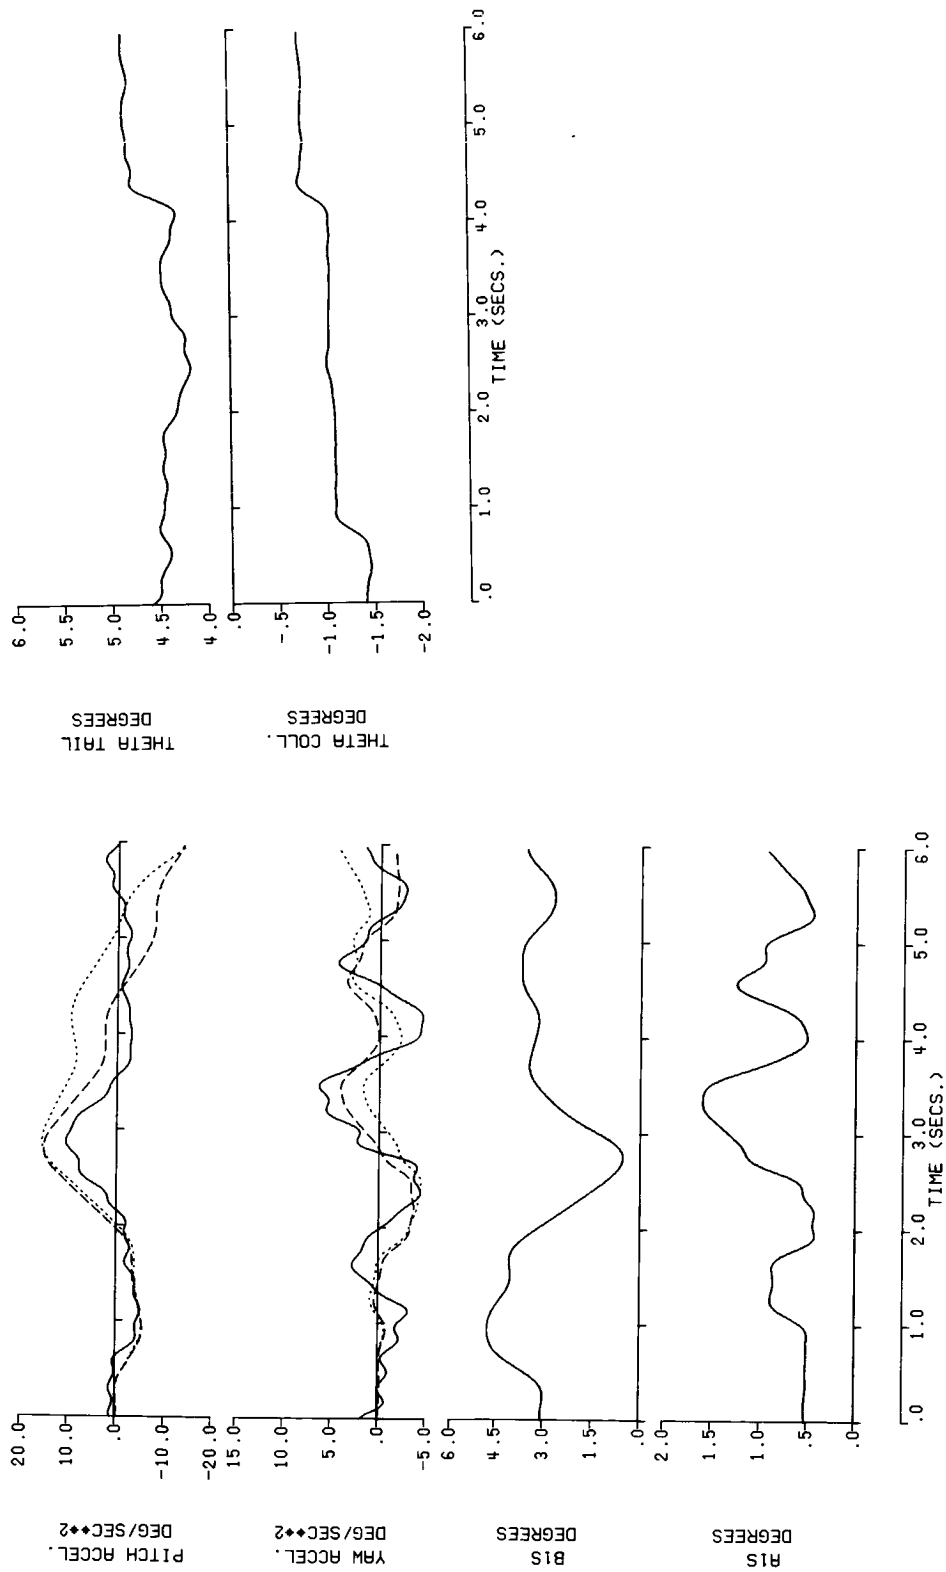 PITCH ACCEL.
DEG/SEC**2
20.0
10.0
.0
-10.0
-20.0
YAW ACCEL.
DEG/SEC**2
15.0
10.0
5.0
.0
-5.0
B1S
DEGREES
6.0
4.5
3.0
1.5
.0
A1S
DEGREES
2.0
1.5
1.0
.5
.0
.0 1.0 2.0 3.0 4.0 5.0 6.0
TIME (SECS.)
THETA TAIL
DEGREES
6.0
5.5
5.0
4.5
4.0
THETA COLL.
DEGREES
.0
-.5
-1.0
-1.5
-2.0
.0 1.0 2.0 3.0 4.0 5.0 6.0
TIME (SECS.)